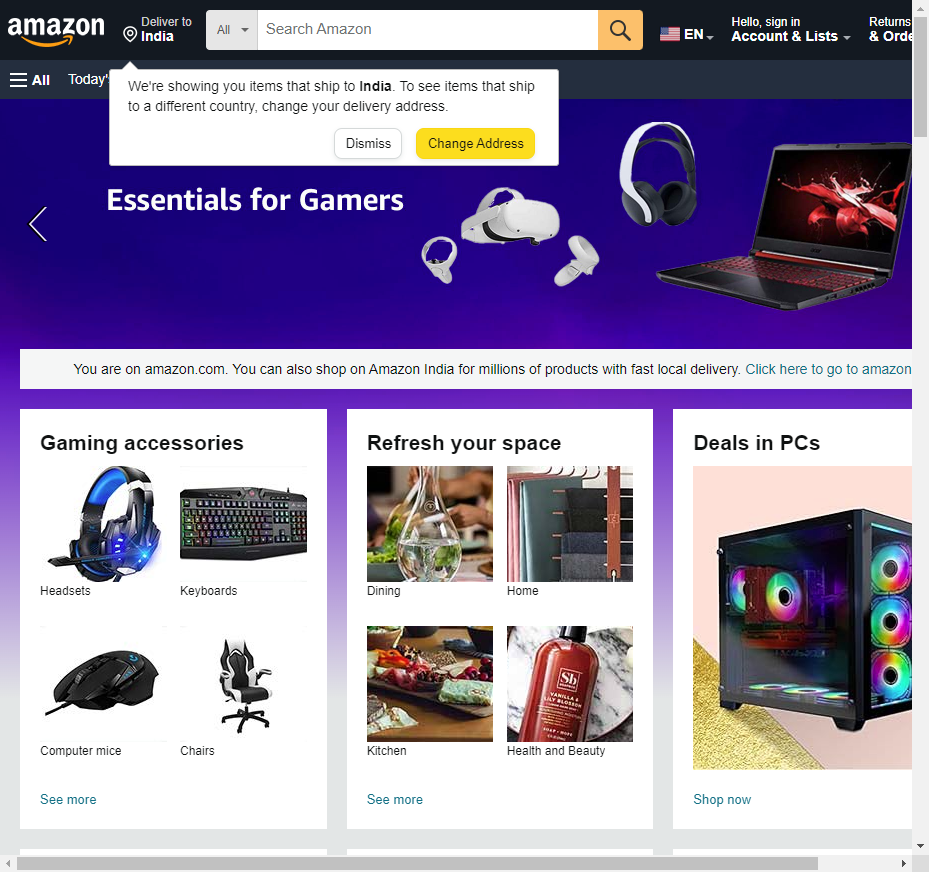 amazon
Deliver to
India
All
Search Amazon
EN
Hello, sign in
Account & Lists
Returns
& Orde
All
Today's
We're showing you items that ship to India. To see items that ship
to a different country, change your delivery address.
Dismiss
Change Address
Essentials for Gamers
You are on amazon.com. You can also shop on Amazon India for millions of products with fast local delivery. Click here to go to amazon
Gaming accessories
Headsets
Keyboards
Computer mice
Chairs
See more
Refresh your space
Dining
Home
Kitchen
Sb
VANILLA &
LILY BLOSSOM
Health and Beauty
See more
Deals in PCs
Shop now